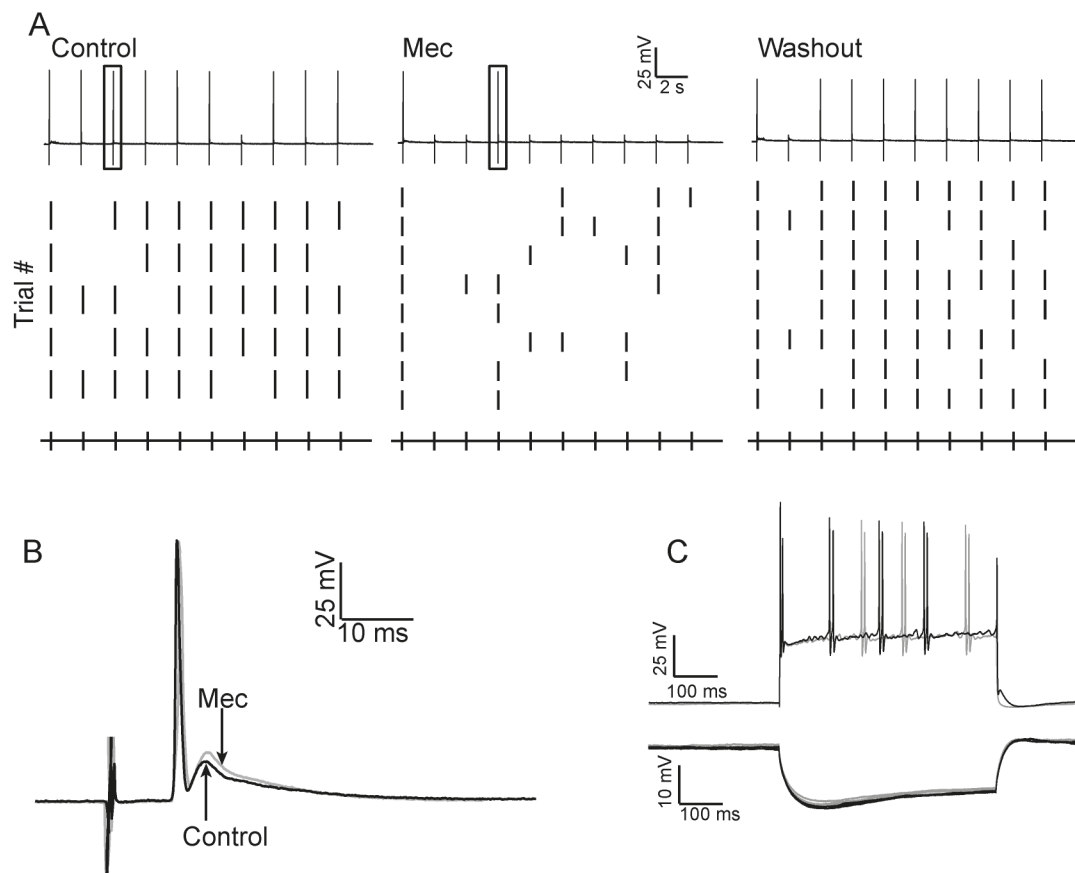 A
Control
Mec
25 mV
2 s
Washout
Trial #
B
25 mV
10 ms
Mec
Control
C
25 mV
100 ms
10 mV
100 ms